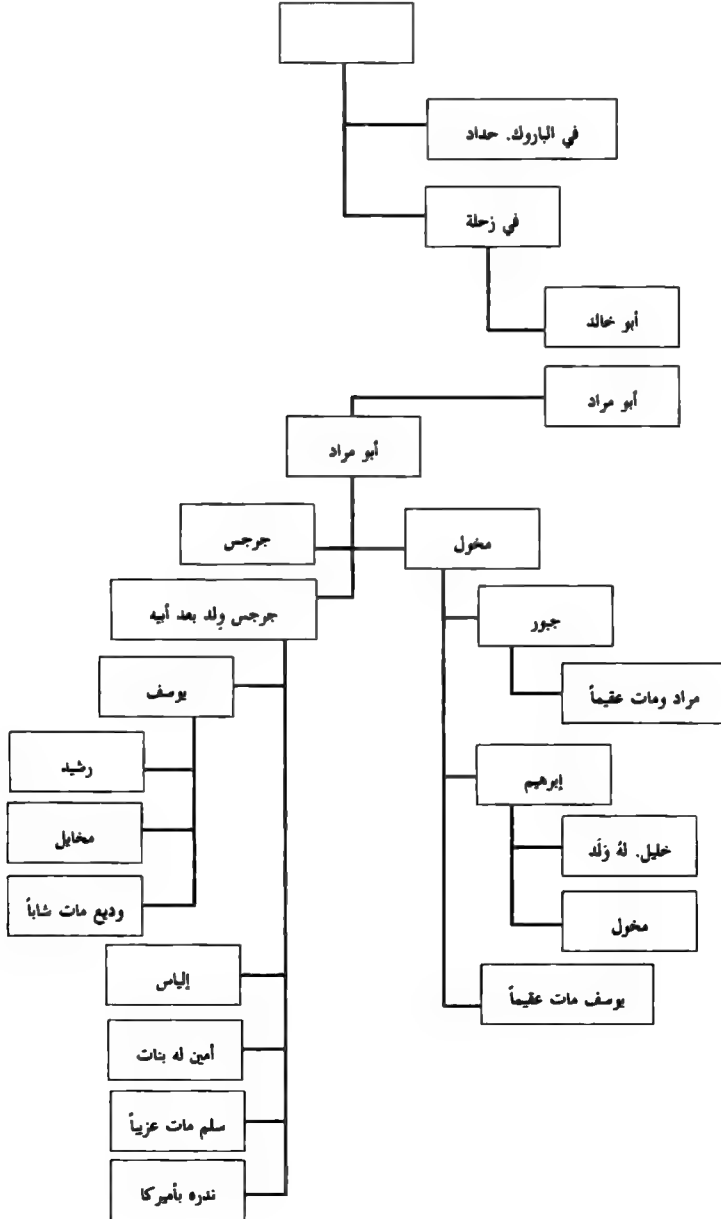 في الباروك. حداد
في زحلة
أبو خالد
أبو مراد
أبو مراد
مخول
جرجس
جرجس وِلد بعد أبيه
جبور
مراد ومات عقيماً
إبرهيم
خليل. لهُ وَلَد
مخول
يوسف مات عقيماً
يوسف
رشيد
مخايل
وديع مات شاباً
إلياس
أمين له بنات
سلم مات عزيباً
ندره بأميركا